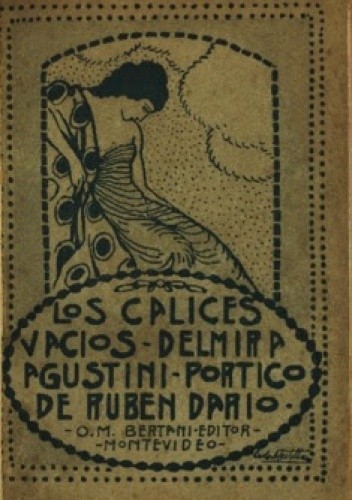 LOS CALICES
VACIOS-DELMIRA
AGUSTINI-PORTICO
DE RUBEN DARIO-
-O.M. BERTANI-EDITOR-
-MONTEVIDEO-